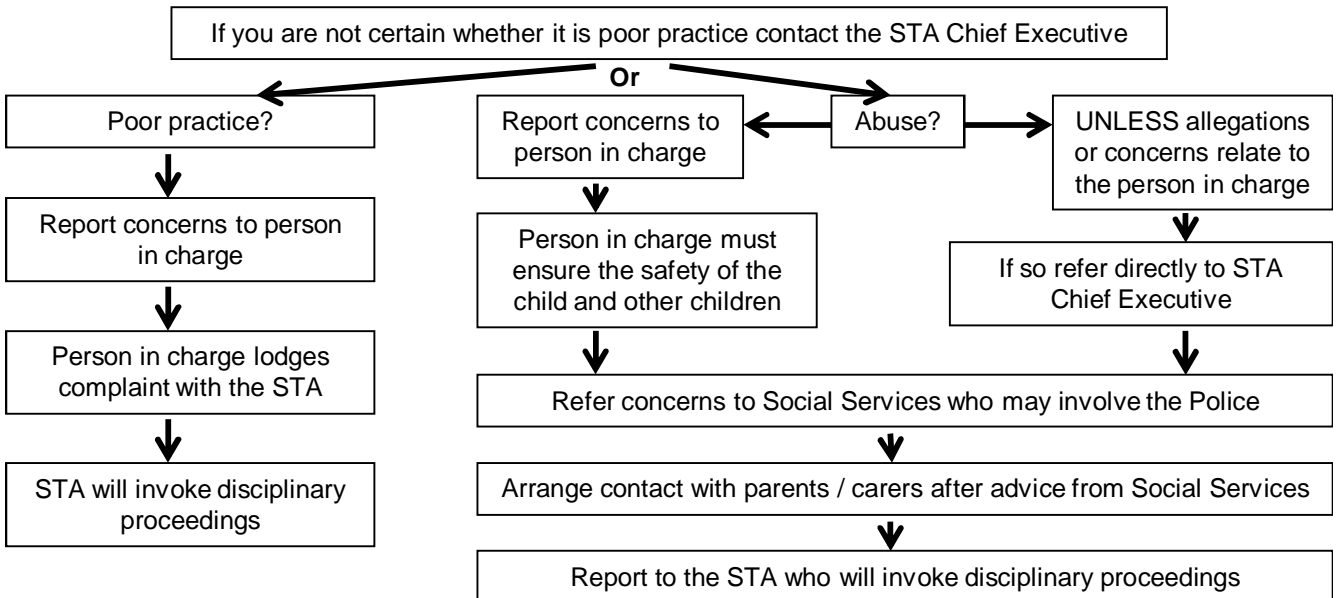 If you are not certain whether it is poor practice contact the STA Chief Executive
Or
Poor practice?
Report concerns to person
in charge
Person in charge lodges
complaint with the STA
STA will invoke disciplinary
proceedings
Abuse?
Report concerns to
person in charge
Person in charge must
ensure the safety of the
child and other children
UNLESS allegations
or concerns relate to
the person in charge
If so refer directly to STA
Chief Executive
Refer concerns to Social Services who may involve the Police
Arrange contact with parents / carers after advice from Social Services
Report to the STA who will invoke disciplinary proceedings